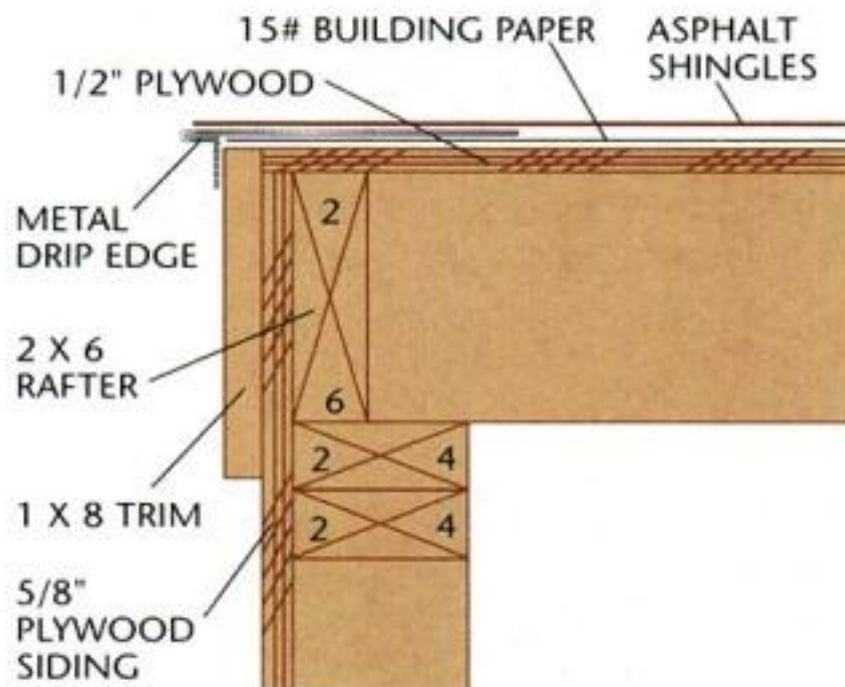 15# BUILDING PAPER
ASPHALT
SHINGLES
1/2" PLYWOOD
METAL
DRIP EDGE
2
2 X 6
RAFTER
6
2 4
2 4
1 X 8 TRIM
5/8"
PLYWOOD
SIDING